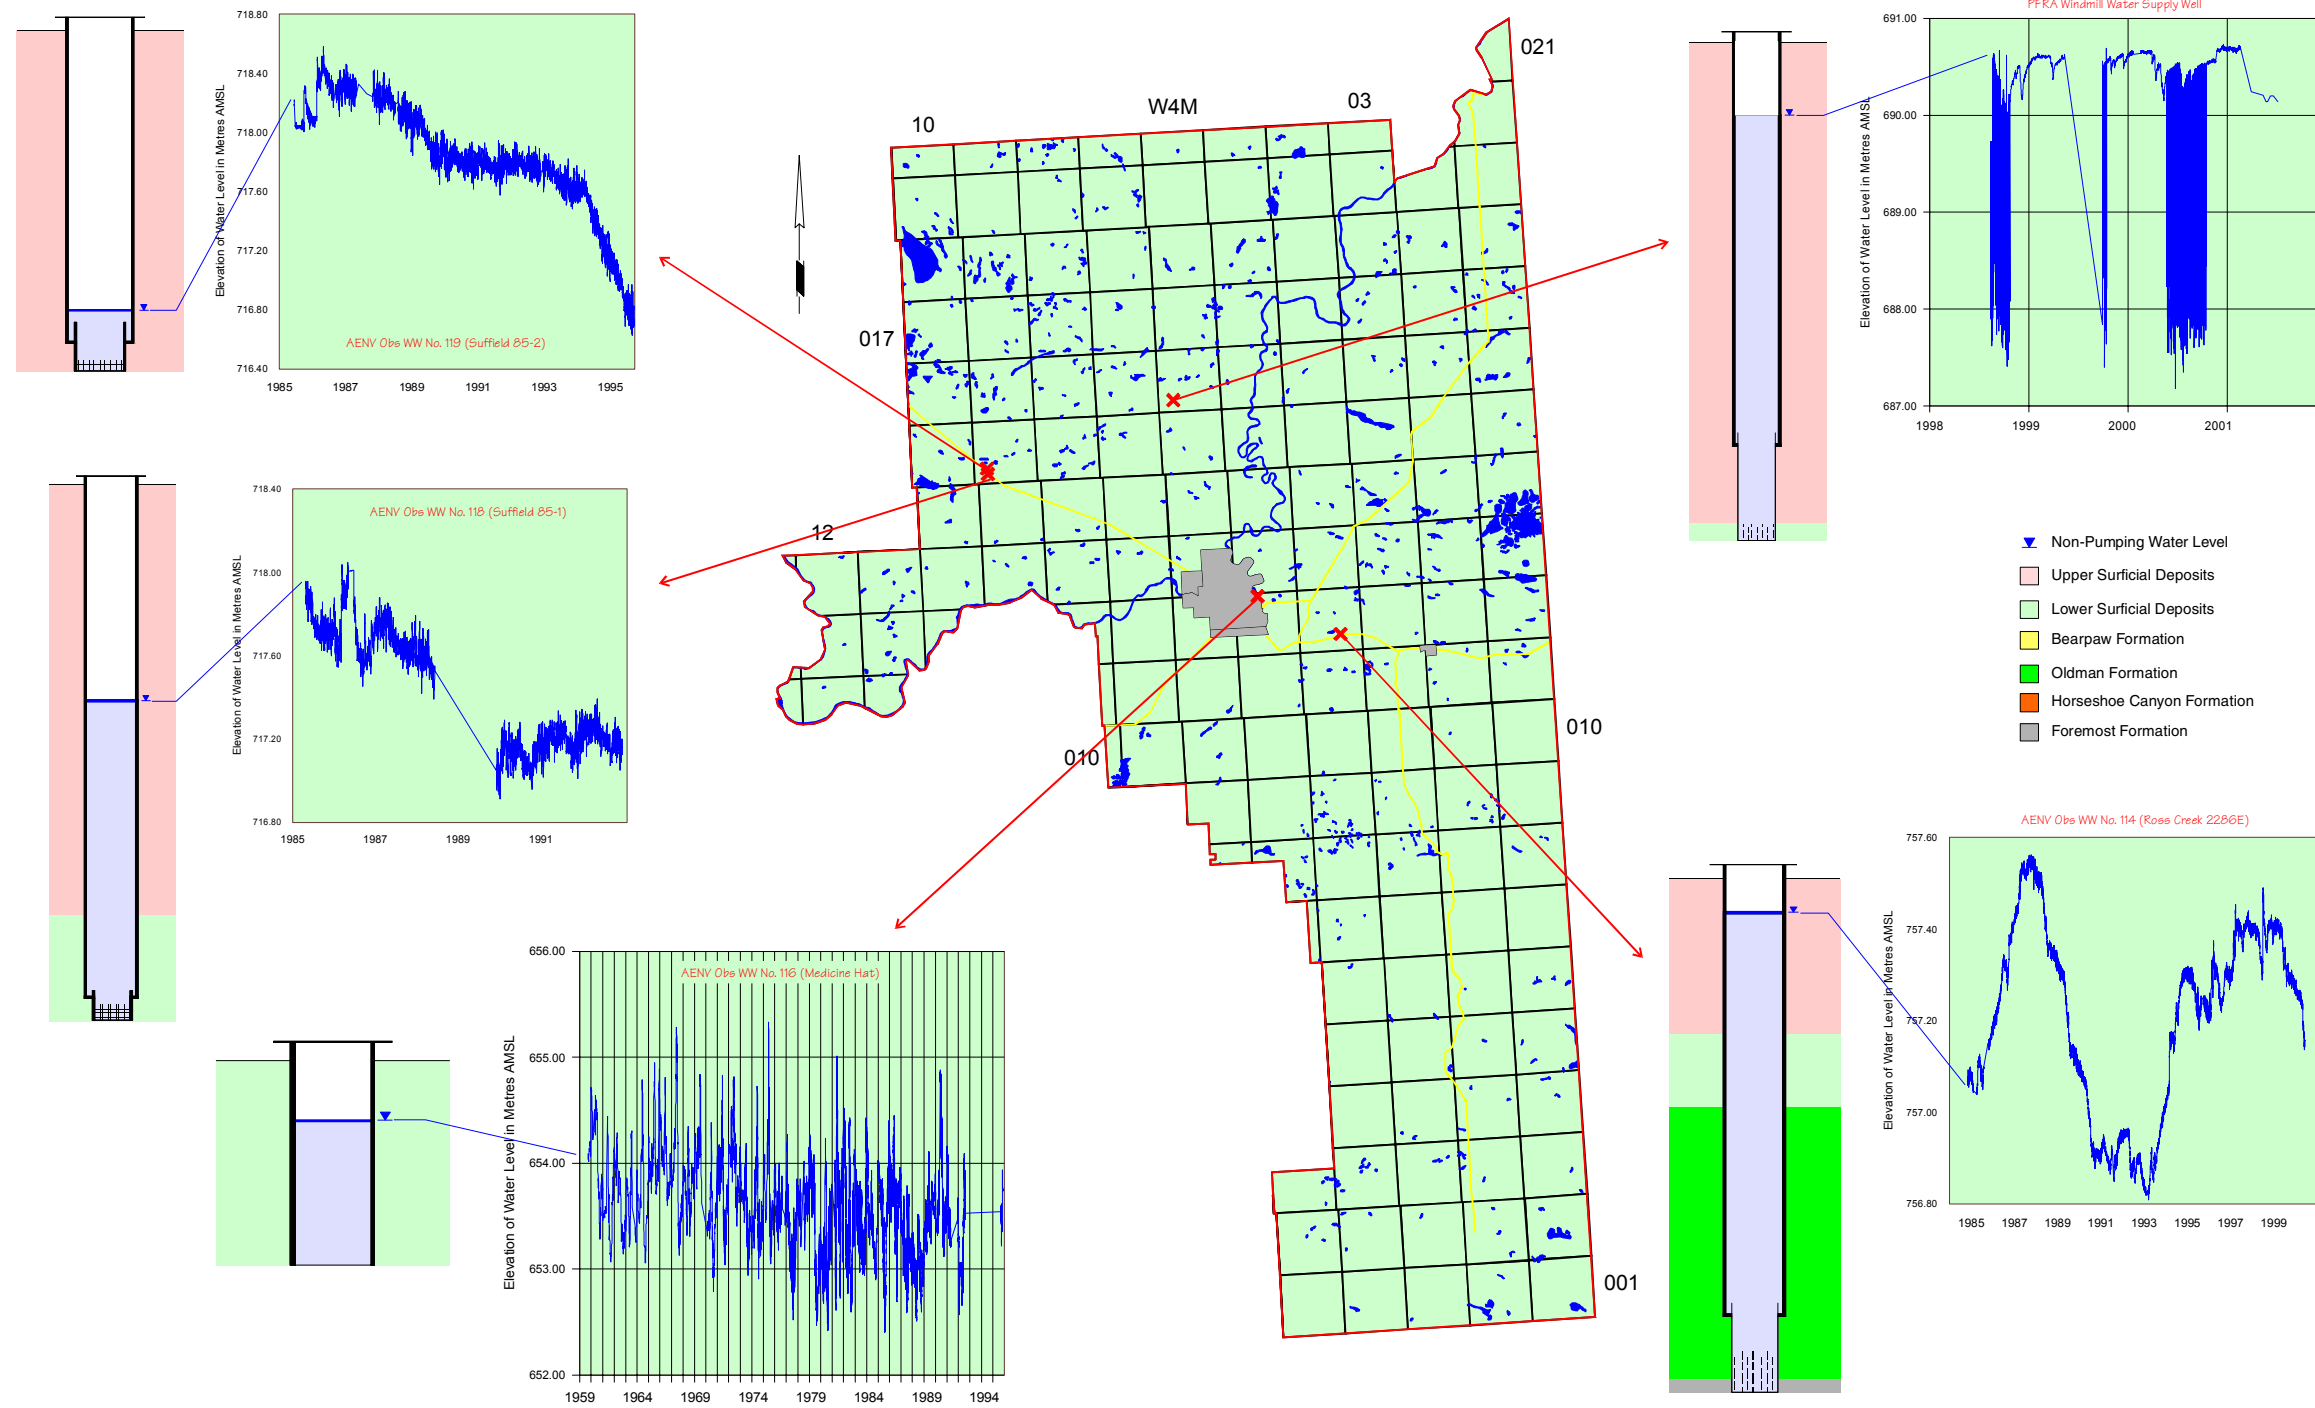 718.80
718.40
718.00
717.60
717.20
716.80
716.40
Elevation of Water Level in Metres AMSL
AENV Obs WW No. 119 (Suffield 85-2)
1985 1987 1989 1991 1993 1995
718.40
718.00
717.60
717.20
716.80
Elevation of Water Level in Metres AMSL
AENV Obs WW No. 118 (Suffield 85-1)
1985 1987 1989 1991
656.00
655.00
654.00
653.00
652.00
Elevation of Water Level in Metres AMSL
AENV Obs WW No. 116 (Medicine Hat)
1959 1964 1969 1974 1979 1984 1989 1994
021
W4M
03
10
017
12
010
010
001
PFRA Windmill Water Supply Well
691.00
690.00
689.00
688.00
687.00
Elevation of Water Level in Metres AMSL
1998 1999 2000 2001
Non-Pumping Water Level
Upper Surficial Deposits
Lower Surficial Deposits
Bearpaw Formation
Oldman Formation
Horseshoe Canyon Formation
Foremost Formation
AENV Obs WW No. 114 (Ross Creek 2286E)
757.60
757.40
757.20
757.00
756.80
Elevation of Water Level in Metres AMSL
1985 1987 1989 1991 1993 1995 1997 1999